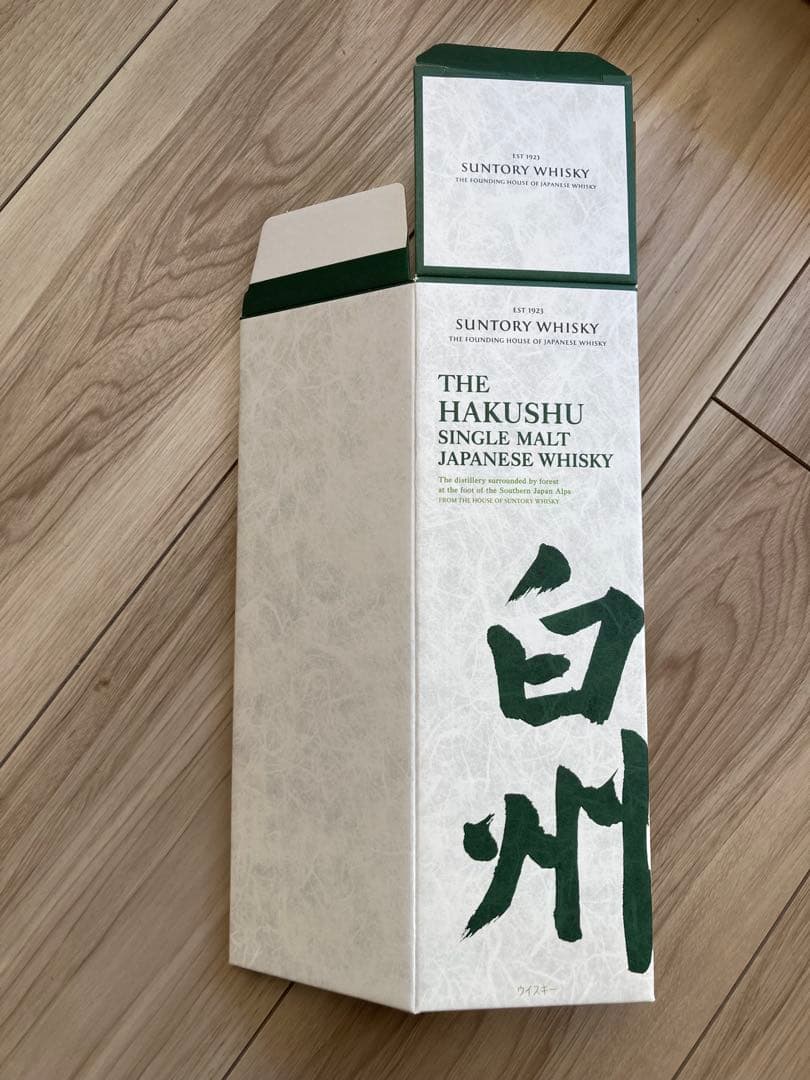 EST 1923
SUNTORY WHISKY
THE FOUNDING HOUSE OF JAPANESE WHISKY
EST 1923
SUNTORY WHISKY
THE FOUNDING HOUSE OF JAPANESE WHISKY
THE
HAKUSHU
SINGLE MALT
JAPANESE WHISKY
The distillery surrounded by forest
at the foot of the Southern Japan Alps
FROM THE HOUSE OF SUNTORY WHISKY
白
州
ウイスキー